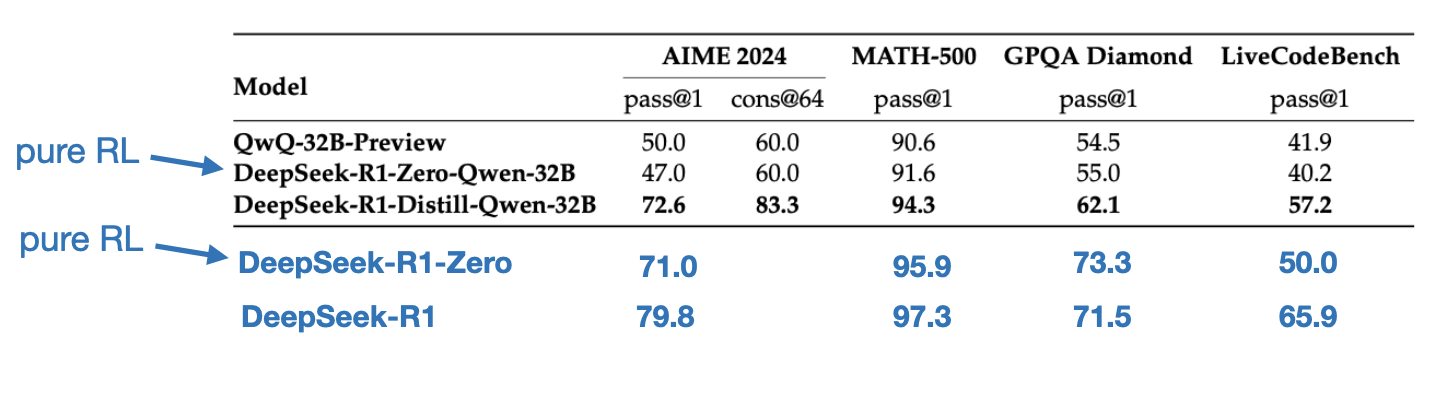 AIME 2024 MATH-500 GPQA Diamond LiveCodeBench
Model
pass@1 cons@64 pass@1 pass@1 pass@1
QwQ-32B-Preview 50.0 60.0 90.6 54.5 41.9
pure RL
DeepSeek-R1-Zero-Qwen-32B 47.0 60.0 91.6 55.0 40.2
DeepSeek-R1-Distill-Qwen-32B 72.6 83.3 94.3 62.1 57.2
pure RL
DeepSeek-R1-Zero 71.0 95.9 73.3 50.0
DeepSeek-R1 79.8 97.3 71.5 65.9